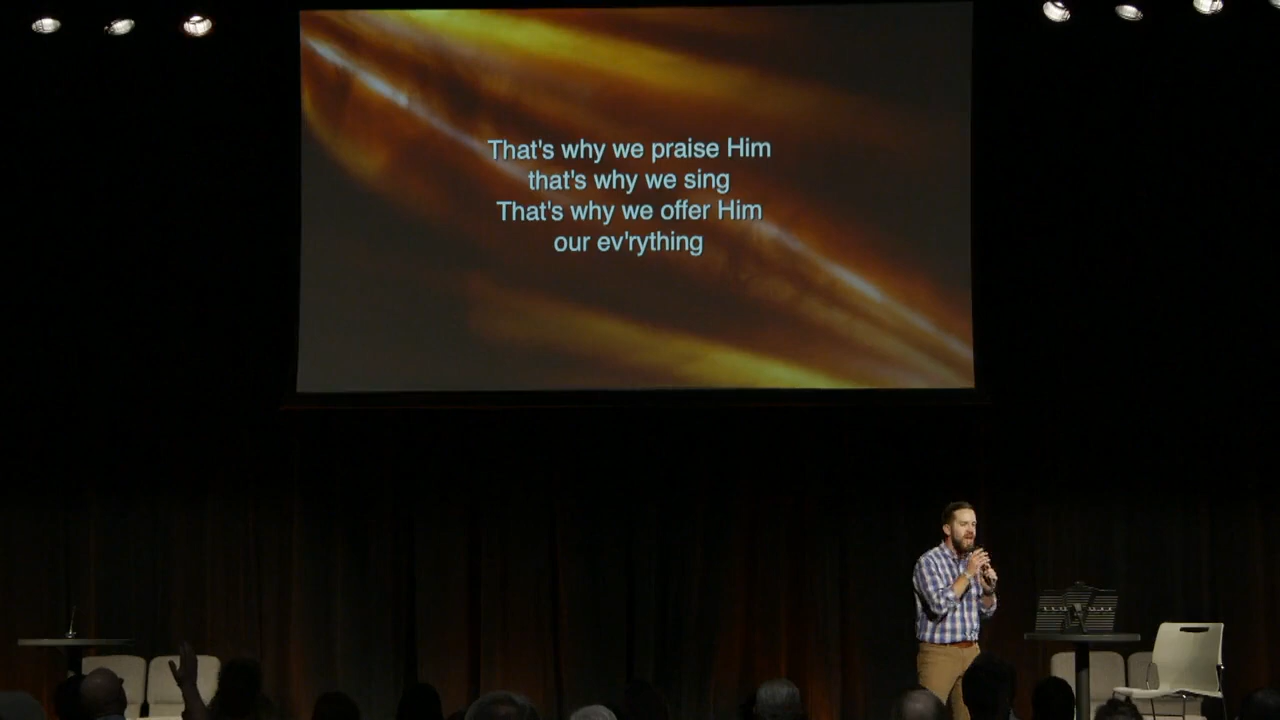 That's why we praise Him
that's why we sing
That's why we offer Him
our ev'rything